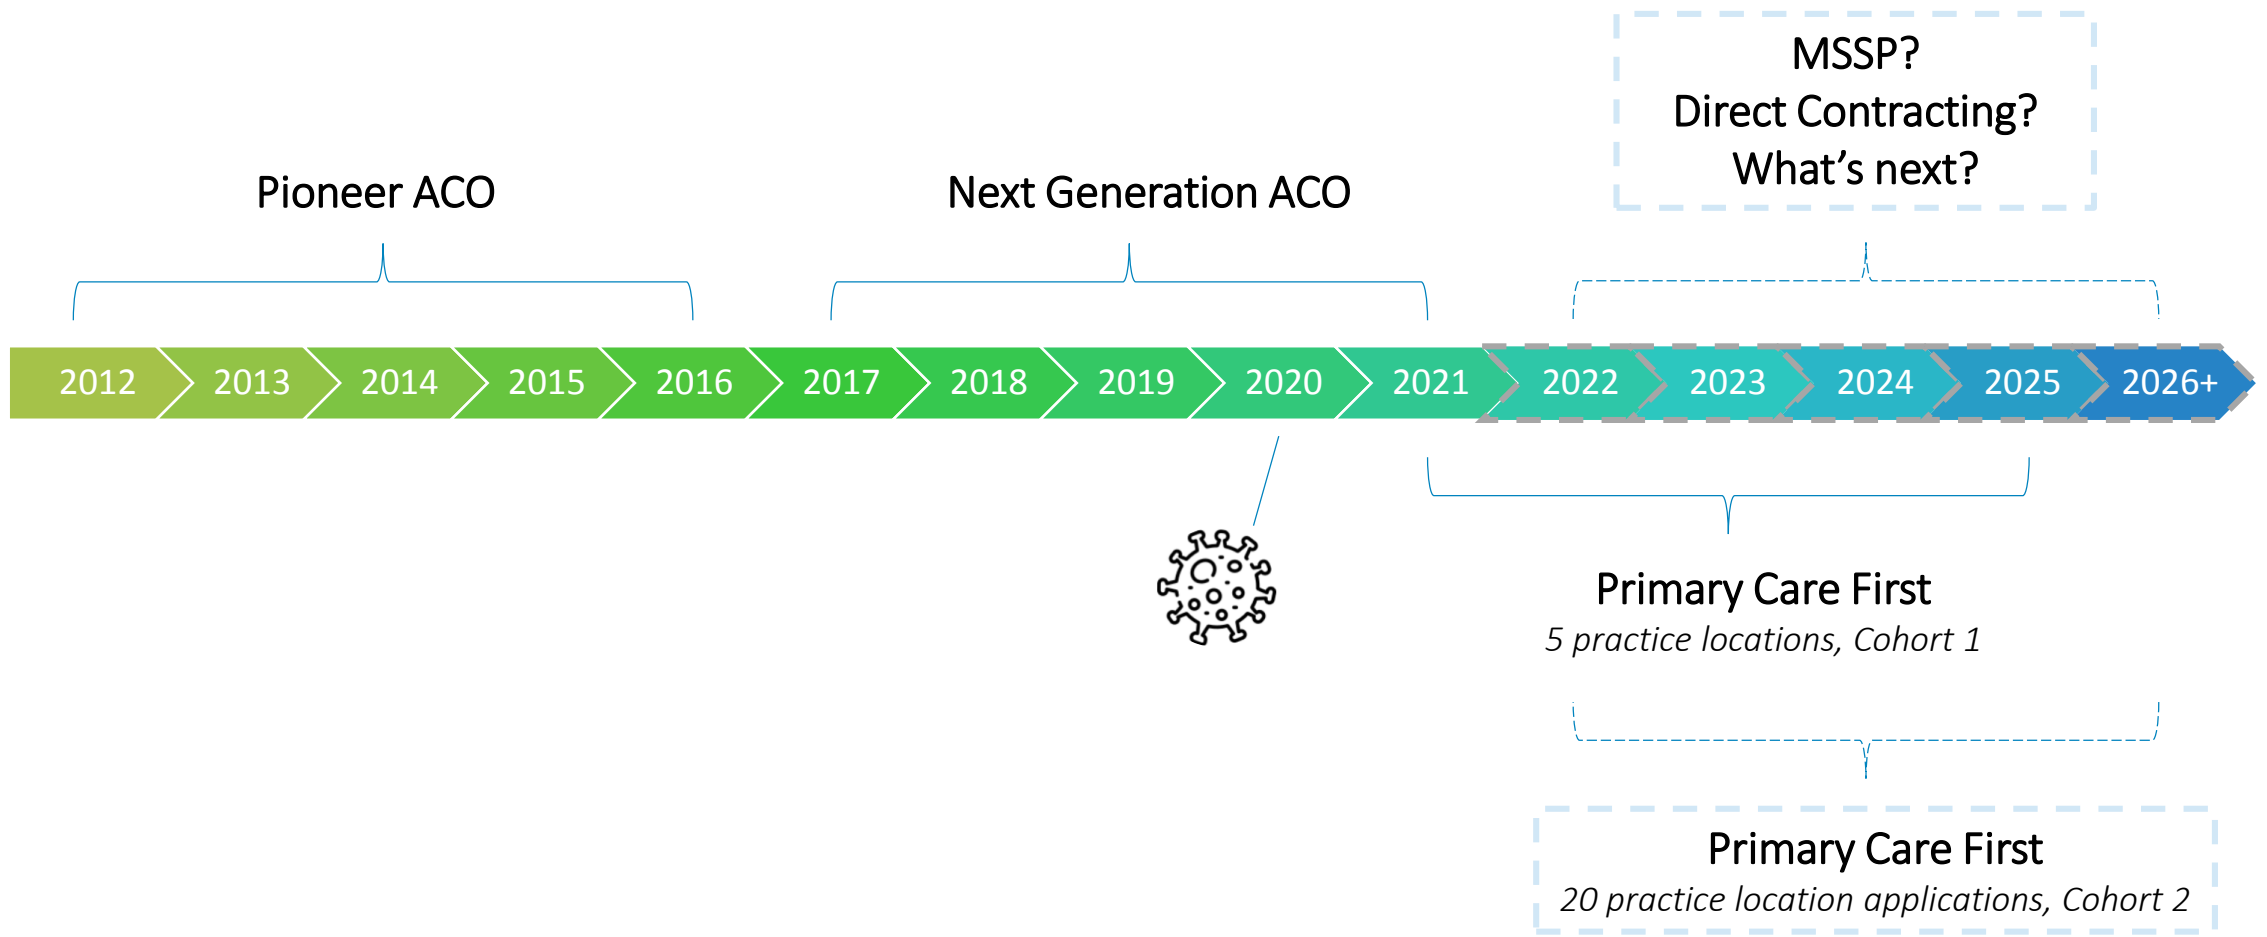 MSSP?
Direct Contracting?
What's next?
Pioneer ACO
Next Generation ACO
2012
2013
2014
2015
2016
2017
2018
2019
2020
2021
2022
2023
2024
2025
2026+
Primary Care First
5 practice locations, Cohort 1
Primary Care First
20 practice location applications, Cohort 2